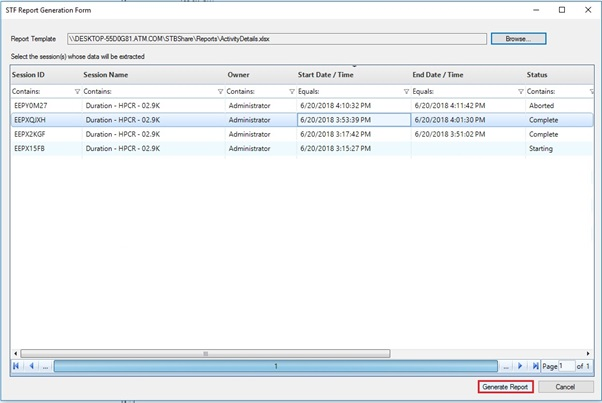 STF Report Generation Form
Report Template \\DESKTOP-55D0G81.ATM.COM\STBShare\Reports\ActivityDetails.xlsx Browse...
Select the session(s) whose data will be extracted
Session ID Session Name Owner Start Date / Time End Date / Time Status
Contains: Contains: Contains: Equals: Equals: Contains:
EEPY0M27 Duration - HPCR - 02.9K Administrator 6/20/2018 4:10:32 PM 6/20/2018 4:11:42 PM Aborted
EEPXQJXH Duration - HPCR - 02.9K Administrator 6/20/2018 3:53:39 PM 6/20/2018 4:01:30 PM Complete
EEPX2KGF Duration - HPCR - 02.9K Administrator 6/20/2018 3:17:42 PM 6/20/2018 3:51:02 PM Complete
EEPX15FB Duration - HPCR - 02.9K Administrator 6/20/2018 3:15:27 PM Starting
... 1 ... Page 1 of 1
Generate Report Cancel